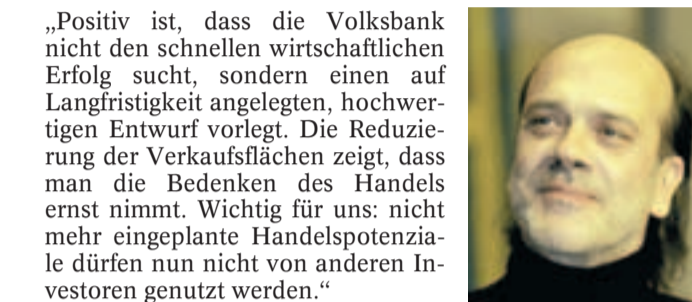 „Positiv ist, dass die Volksbank
nicht den schnellen wirtschaftlichen
Erfolg sucht, sondern einen auf
Langfristigkeit angelegten, hochwer-
tigen Entwurf vorlegt. Die Reduzie-
rung der Verkaufsflächen zeigt, dass
man die Bedenken des Handels
ernst nimmt. Wichtig für uns: nicht
mehr eingeplante Handelspotenzia-
le dürfen nun nicht von anderen In-
vestoren genutzt werden.“